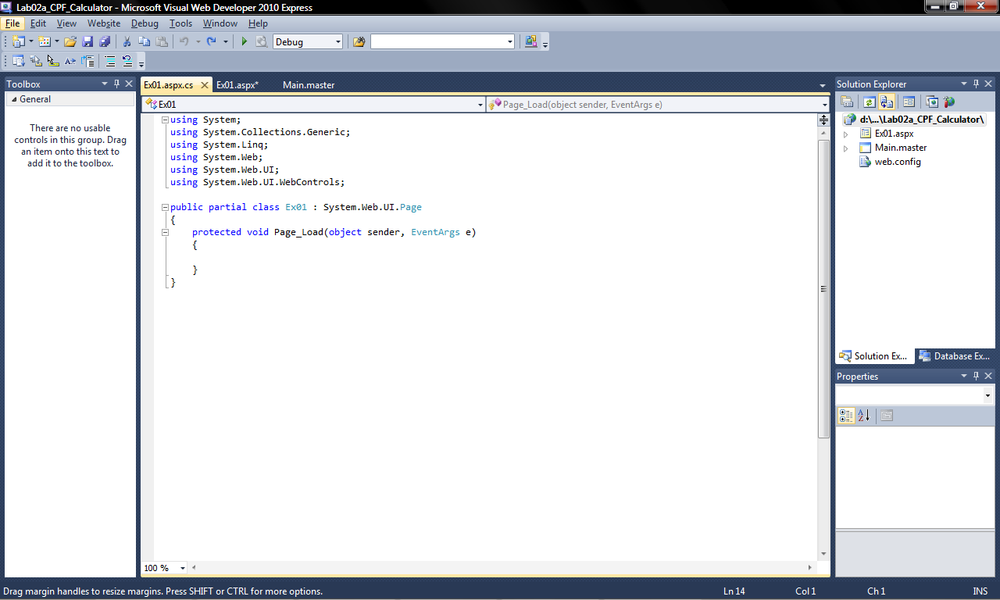 Lab02a_CPF_Calculator - Microsoft Visual Web Developer 2010 Express
File Edit View Website Debug Tools Window Help
Debug
Toolbox
General
There are no usable
controls in this group. Drag
an item onto this text to
add it to the toolbox.
Ex01.aspx.cs Ex01.aspx* Main.master
Ex01 Page_Load(object sender, EventArgs e)
using System;
using System.Collections.Generic;
using System.Linq;
using System.Web;
using System.Web.UI;
using System.Web.UI.WebControls;
public partial class Ex01 : System.Web.UI.Page
{
protected void Page_Load(object sender, EventArgs e)
{
}
}
100 %
Solution Explorer
d:\...\Lab02a_CPF_Calculator\
Ex01.aspx
Main.master
web.config
Solution Ex... Database Ex...
Properties
Drag margin handles to resize margins. Press SHIFT or CTRL for more options. Ln 14 Col 1 Ch 1 INS